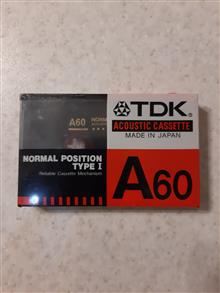 TDK
ACOUSTIC CASSETTE
MADE IN JAPAN
A60
NORMAL POSITION
TYPE I
Reliable Cassette Mechanism
A60